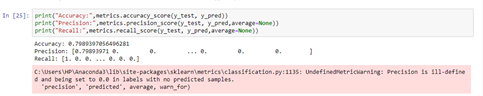 In [25]: print("Accuracy:",metrics.accuracy_score(y_test, y_pred))
print("Precision:",metrics.precision_score(y_test, y_pred,average=None))
print("Recall:",metrics.recall_score(y_test, y_pred,average=None))
Accuracy: 0.7989397056496281
Precision: [0.79893971 0. 0. ... 0. 0. 0. ]
Recall: [1. 0. 0. ... 0. 0. 0.]
C:\Users\HP\Anaconda3\lib\site-packages\sklearn\metrics\classification.py:1135: UndefinedMetricWarning: Precision is ill-define
d and being set to 0.0 in labels with no predicted samples.
'precision', 'predicted', average, warn_for)